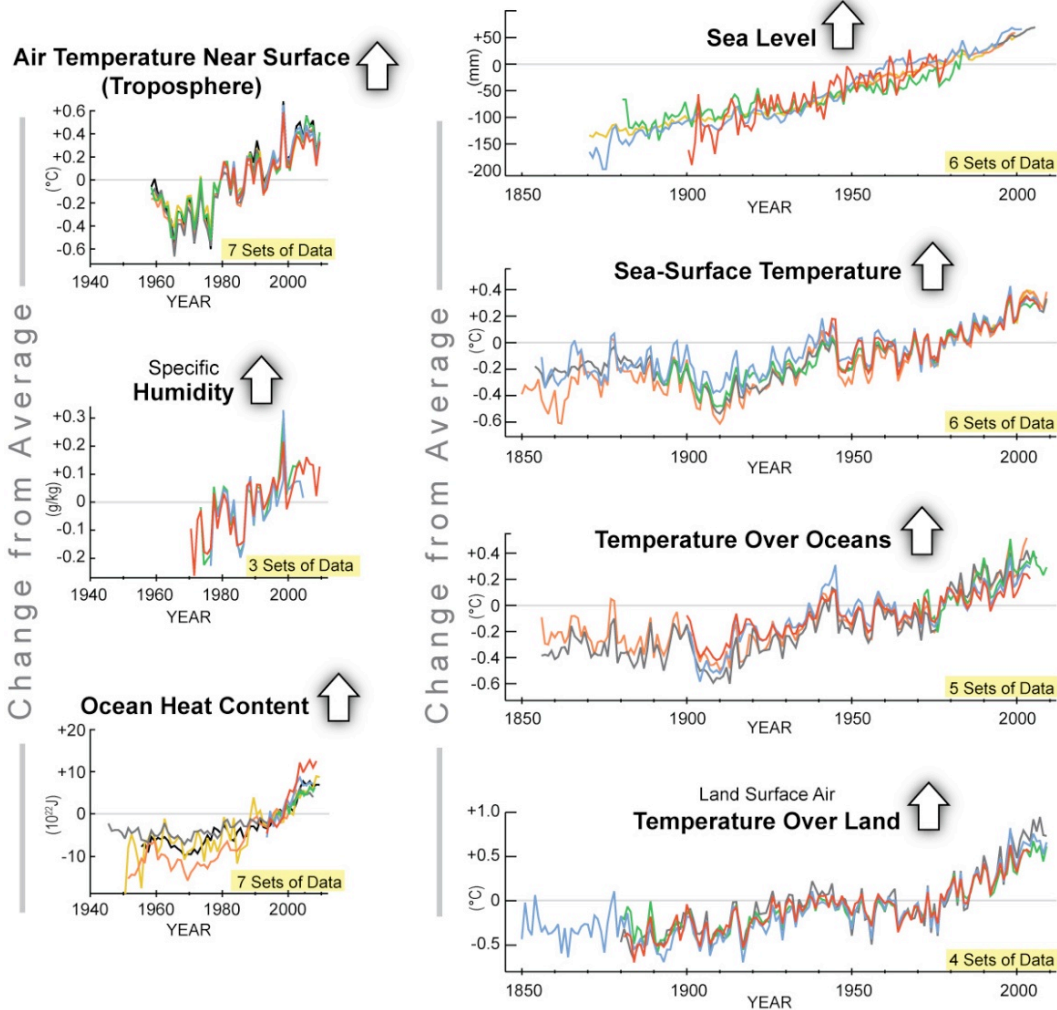 Change from Average
Air Temperature Near Surface
(Troposphere)
+0.6
+0.4
+0.2
0
-0.2
-0.4
-0.6
(°C)
7 Sets of Data
1940 1960 1980 2000
YEAR
Specific
Humidity
+0.3
+0.2
+0.1
0
-0.1
-0.2
(g/kg)
3 Sets of Data
1940 1960 1980 2000
YEAR
Ocean Heat Content
+20
+10
0
-10
(10²²J)
7 Sets of Data
1940 1960 1980 2000
YEAR
Change from Average
Sea Level
+50
0
-50
-100
-150
-200
(mm)
6 Sets of Data
1850 1900 1950 2000
YEAR
Sea-Surface Temperature
+0.4
+0.2
0
-0.2
-0.4
-0.6
(°C)
6 Sets of Data
1850 1900 1950 2000
YEAR
Temperature Over Oceans
+0.4
+0.2
0
-0.2
-0.4
-0.6
(°C)
5 Sets of Data
1850 1900 1950 2000
YEAR
Land Surface Air
Temperature Over Land
+1.0
+0.5
0
-0.5
(°C)
4 Sets of Data
1850 1900 1950 2000
YEAR